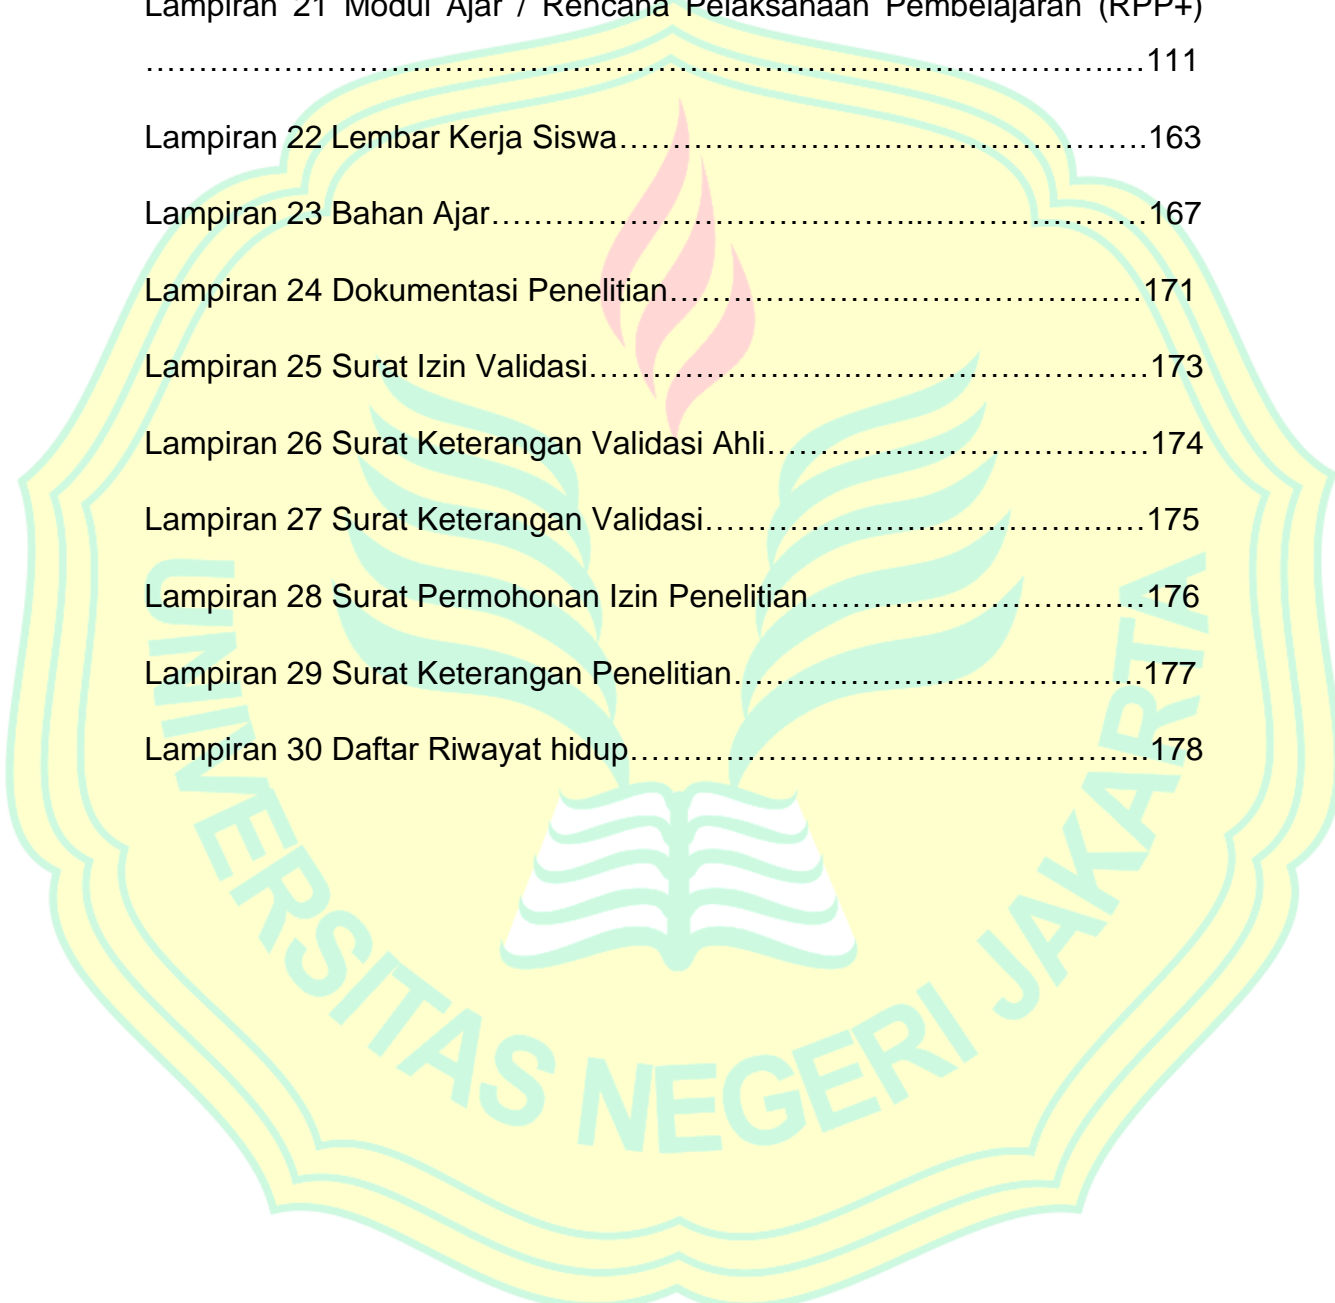 Lampiran 21 Modul Ajar / Rencana Pelaksanaan Pembelajaran (RPP+)
……………………………………………………………………………………111
Lampiran 22 Lembar Kerja Siswa……………………………………………163
Lampiran 23 Bahan Ajar………………………………………………………167
Lampiran 24 Dokumentasi Penelitian………………………………………171
Lampiran 25 Surat Izin Validasi………………………………………………173
Lampiran 26 Surat Keterangan Validasi Ahli………………………………174
Lampiran 27 Surat Keterangan Validasi……………………………………175
Lampiran 28 Surat Permohonan Izin Penelitian……………………………176
Lampiran 29 Surat Keterangan Penelitian…………………………………177
Lampiran 30 Daftar Riwayat hidup……………………………………………178
UNIVERSITAS NEGERI JAKARTA